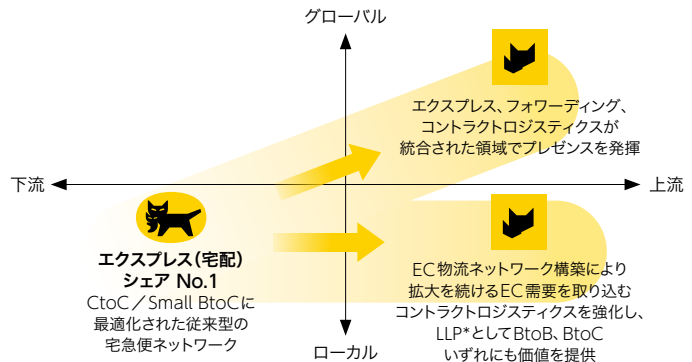 グローバル
エクスプレス、フォワーディング、
コントラクトロジスティクスが
統合された領域でプレゼンスを発揮
下流
上流
エクスプレス（宅配）
シェア No.1
CtoC／Small BtoCに
最適化された従来型の
宅急便ネットワーク
EC物流ネットワーク構築により
拡大を続けるEC需要を取り込む
コントラクトロジスティクスを強化し、
LLP*としてBtoB、BtoC
いずれにも価値を提供
ローカル